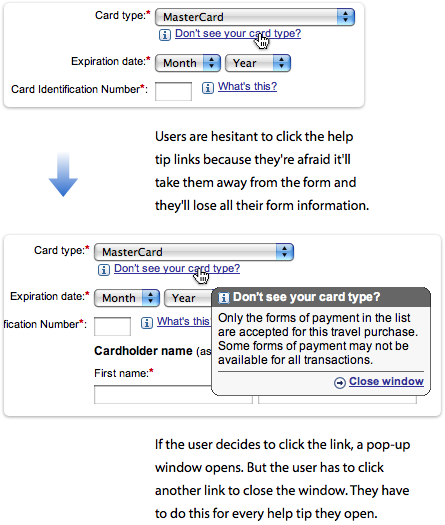 Card type:* MasterCard
i Don't see your card type?
Expiration date:* Month Year
Card Identification Number*: i What's this?
Users are hesitant to click the help
tip links because they're afraid it'll
take them away from the form and
they'll lose all their form information.
Card type:* MasterCard
i Don't see your card type?
Expiration date:* Month Year
fication Number*: i What's this
Cardholder name (as
First name:*
i Don't see your card type?
Only the forms of payment in the list
are accepted for this travel purchase.
Some forms of payment may not be
available for all transactions.
Close window
If the user decides to click the link, a pop-up
window opens. But the user has to click
another link to close the window. They have
to do this for every help tip they open.